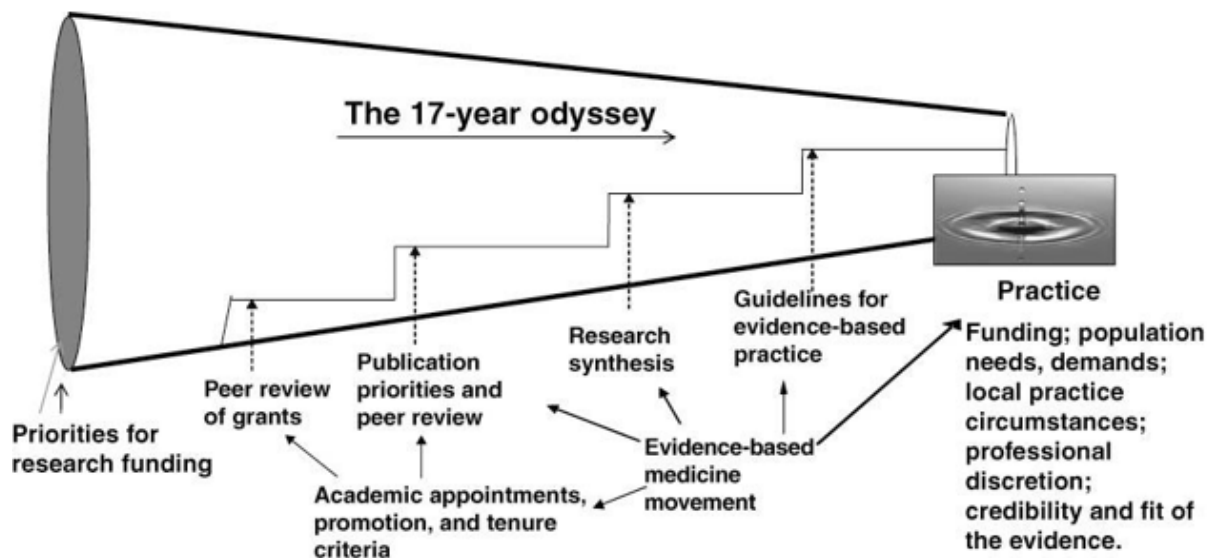 The 17-year odyssey
Priorities for
research funding
Peer review
of grants
Publication
priorities and
peer review
Research
synthesis
Guidelines for
evidence-based
practice
Academic appointments,
promotion, and tenure
criteria
Evidence-based
medicine
movement
Practice
Funding; population
needs, demands;
local practice
circumstances;
professional
discretion;
credibility and fit of
the evidence.